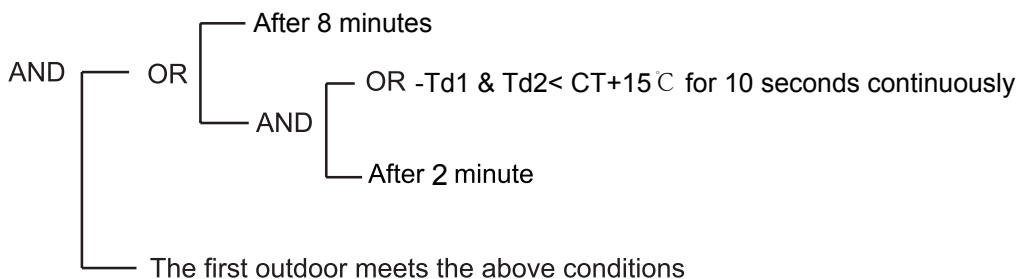 After 8 minutes
AND OR
OR -Td1 & Td2< CT+15℃ for 10 seconds continuously
AND
After 2 minute
The first outdoor meets the above conditions